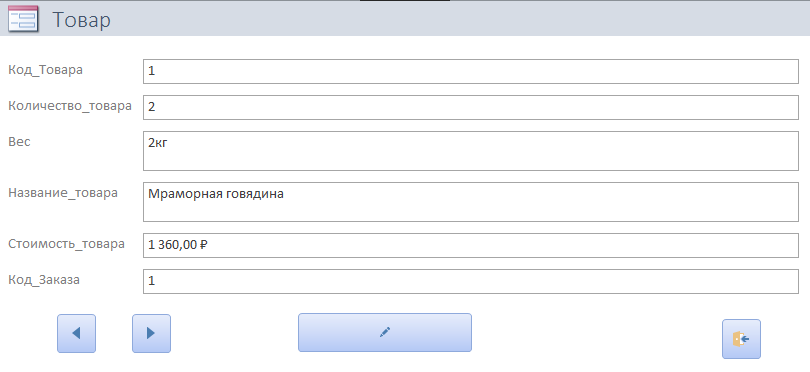 Товар
Код_Товара 1
Количество_товара 2
Вес 2кг
Название_товара Мраморная говядина
Стоимость_товара 1 360,00 ₽
Код_Заказа 1